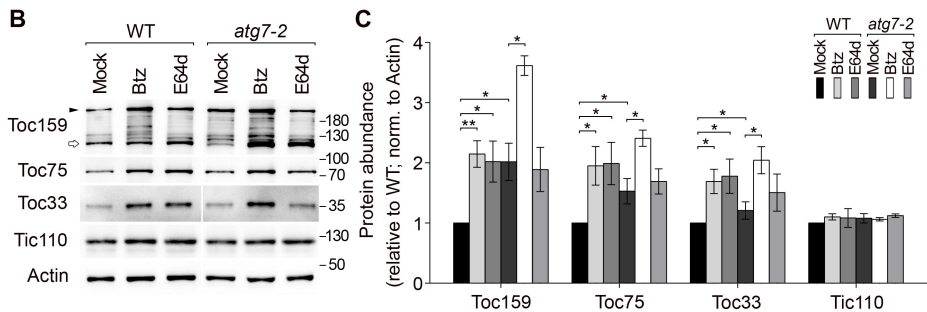 B
WT
atg7-2
Mock
Btz
E64d
Mock
Btz
E64d
Toc159
-180
-130
-100
Toc75
-70
Toc33
-35
Tic110
-130
Actin
-50
C
Protein abundance
(relative to WT; norm. to Actin)
4
3
2
1
0
**
*
*
*
*
*
*
*
*
*
*
*
Toc159
Toc75
Toc33
Tic110
WT
atg7-2
Mock
Btz
E64d
Mock
Btz
E64d